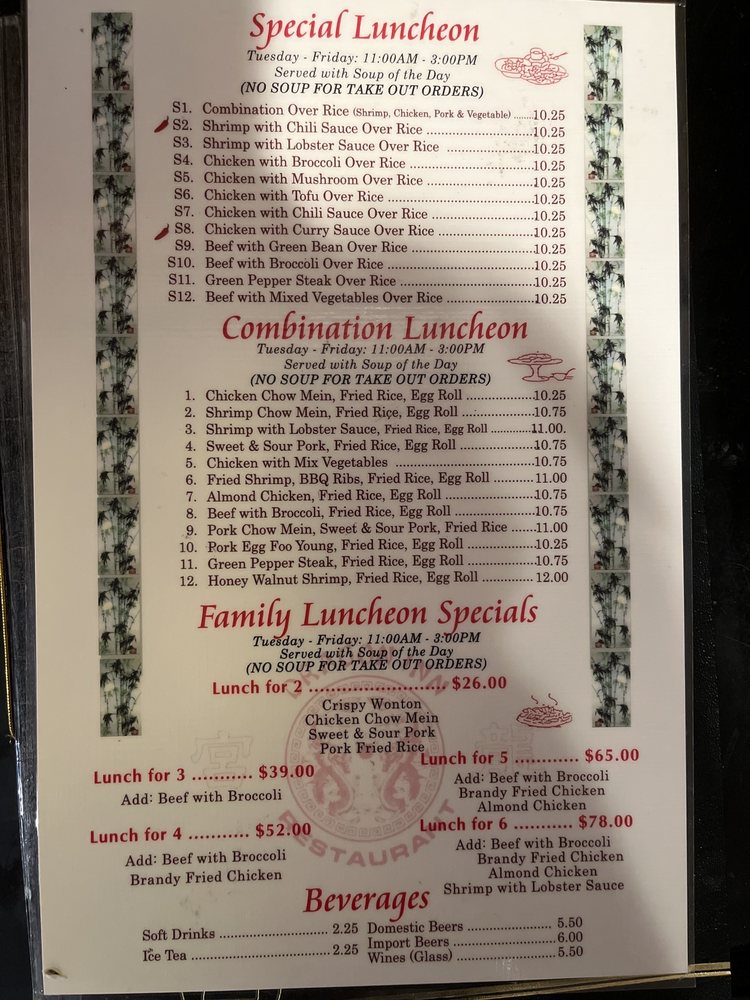 Special Luncheon
Tuesday - Friday: 11:00AM - 3:00PM
Served with Soup of the Day
(NO SOUP FOR TAKE OUT ORDERS)
S1. Combination Over Rice (Shrimp, Chicken, Pork & Vegetable) ........10.25
S2. Shrimp with Chili Sauce Over Rice ..........................10.25
S3. Shrimp with Lobster Sauce Over Rice .....................10.25
S4. Chicken with Broccoli Over Rice ..............................10.25
S5. Chicken with Mushroom Over Rice ..........................10.25
S6. Chicken with Tofu Over Rice ...................................10.25
S7. Chicken with Chili Sauce Over Rice .........................10.25
S8. Chicken with Curry Sauce Over Rice ........................10.25
S9. Beef with Green Bean Over Rice ..............................10.25
S10. Beef with Broccoli Over Rice ...................................10.25
S11. Green Pepper Steak Over Rice .................................10.25
S12. Beef with Mixed Vegetables Over Rice ......................10.25
Combination Luncheon
Tuesday - Friday: 11:00AM - 3:00PM
Served with Soup of the Day
(NO SOUP FOR TAKE OUT ORDERS)
1. Chicken Chow Mein, Fried Rice, Egg Roll .................10.25
2. Shrimp Chow Mein, Fried Rice, Egg Roll ..................10.75
3. Shrimp with Lobster Sauce, Fried Rice, Egg Roll .............11.00.
4. Sweet & Sour Pork, Fried Rice, Egg Roll ...................10.75
5. Chicken with Mix Vegetables ..................................10.75
6. Fried Shrimp, BBQ Ribs, Fried Rice, Egg Roll ..........11.00
7. Almond Chicken, Fried Rice, Egg Roll ......................10.75
8. Beef with Broccoli, Fried Rice, Egg Roll ....................10.75
9. Pork Chow Mein, Sweet & Sour Pork, Fried Rice ......11.00
10. Pork Egg Foo Young, Fried Rice, Egg Roll .................10.25
11. Green Pepper Steak, Fried Rice, Egg Roll .................10.75
12. Honey Walnut Shrimp, Fried Rice, Egg Roll .............12.00
Family Luncheon Specials
Tuesday - Friday: 11:00AM - 3:00PM
Served with Soup of the Day
(NO SOUP FOR TAKE OUT ORDERS)
Lunch for 2 ........................ $26.00
Crispy Wonton
Chicken Chow Mein
Sweet & Sour Pork
Pork Fried Rice
Lunch for 3 ........... $39.00
Add: Beef with Broccoli
Lunch for 4 .......... $52.00
Add: Beef with Broccoli
Brandy Fried Chicken
Lunch for 5 ............ $65.00
Add: Beef with Broccoli
Brandy Fried Chicken
Almond Chicken
Lunch for 6 ........... $78.00
Add: Beef with Broccoli
Brandy Fried Chicken
Almond Chicken
Shrimp with Lobster Sauce
RESTAURANT
Beverages
Soft Drinks ........................ 2.25
Ice Tea .............................. 2.25
Domestic Beers .................. 5.50
Import Beers ......................6.00
Wines (Glass) .....................5.50